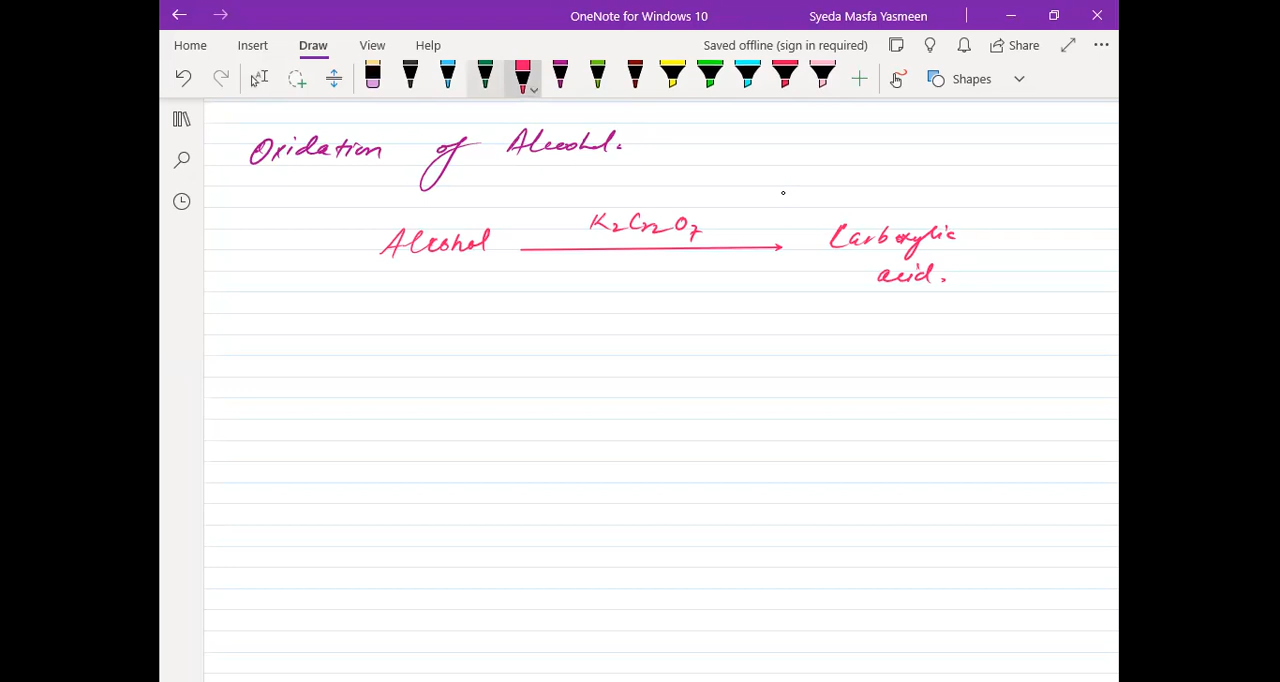 OneNote for Windows 10
Syeda Masfa Yasmeen
Home Insert Draw View Help
Saved offline (sign in required)
Share
Shapes
Oxidation of Alcohol.
Alcohol K2Cr2O7 Carboxylic
acid.